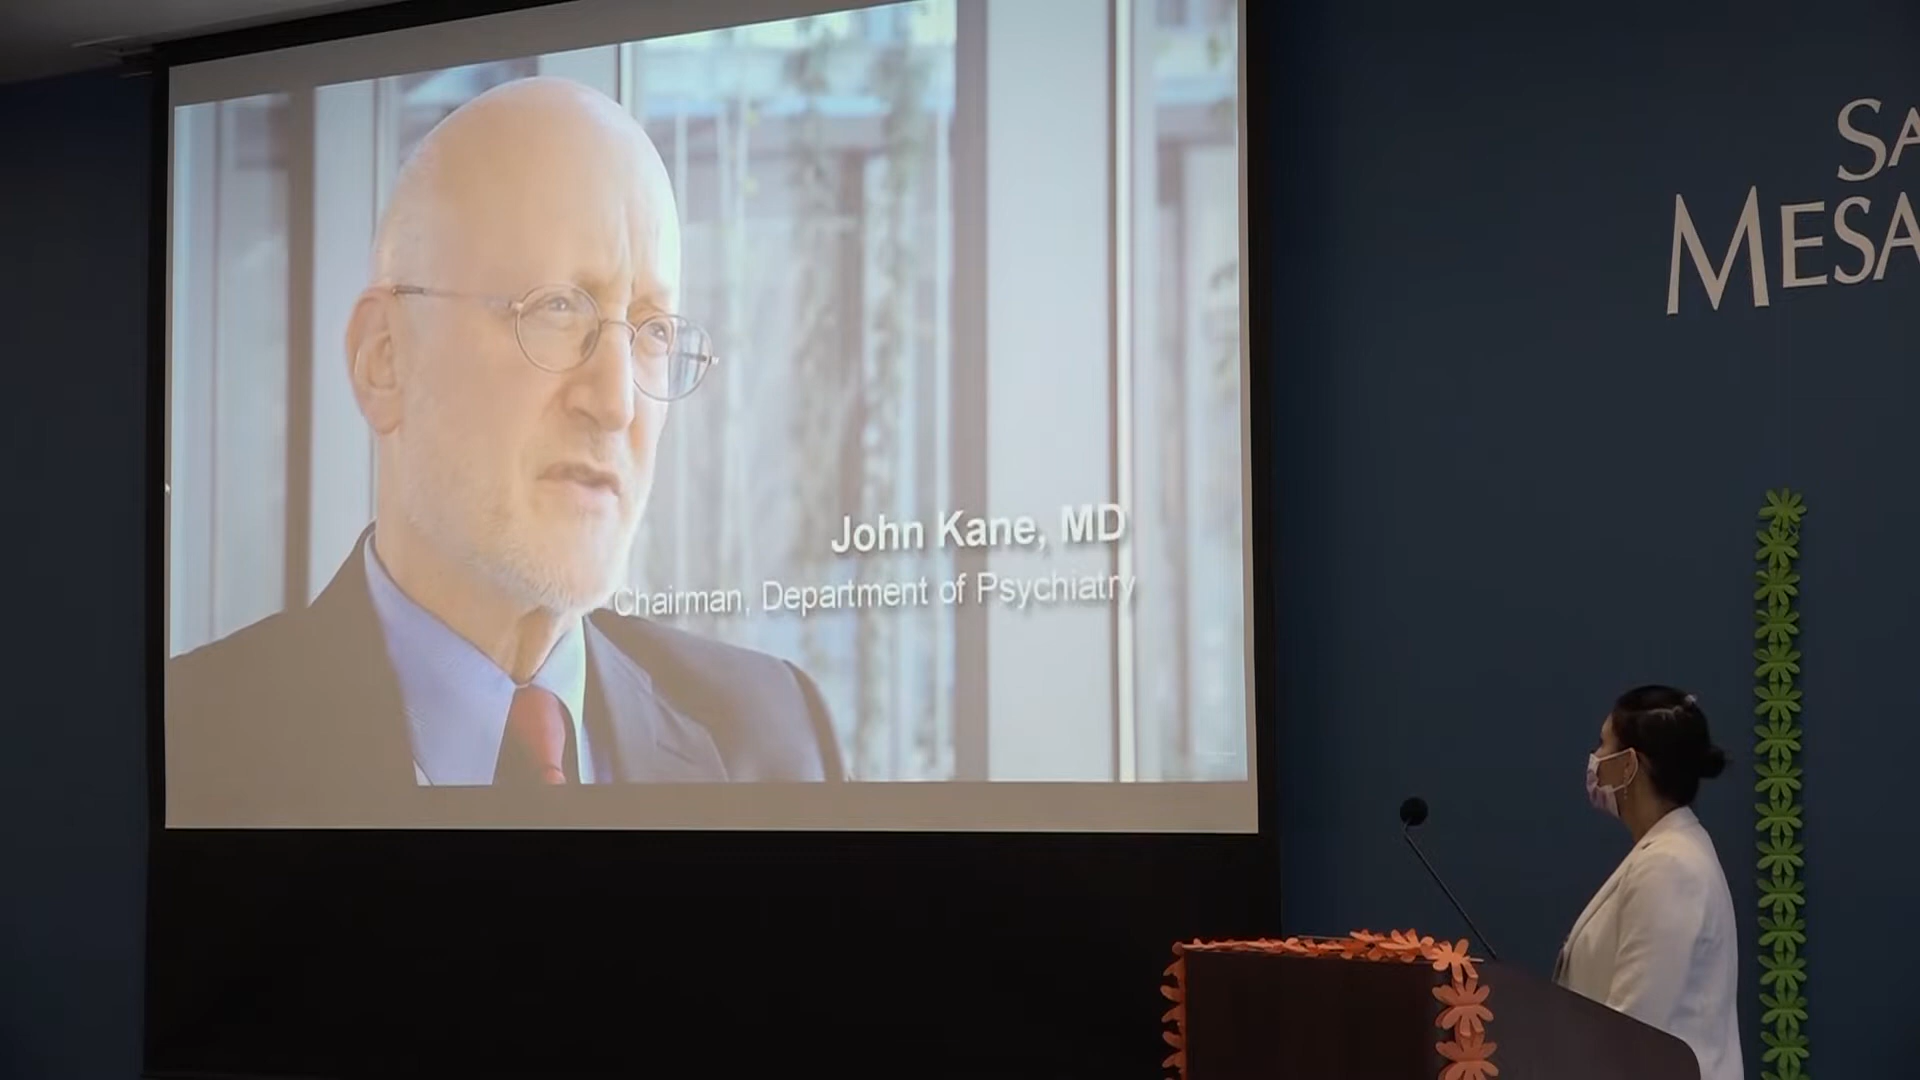 John Kane, MD
Chairman, Department of Psychiatry
SA
MESA